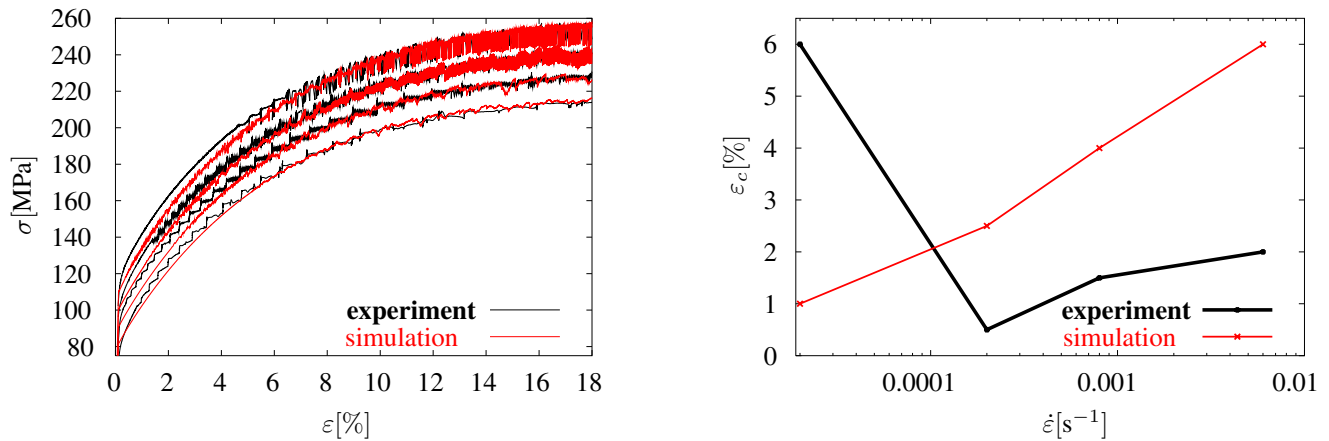 260
240
220
200
180
160
140
120
100
80
σ[MPa]
experiment
simulation
0 2 4 6 8 10 12 14 16 18
ε[%]
6
5
4
3
2
1
0
ε_c[%]
experiment
simulation
0.0001 0.001 0.01
ε̇[s⁻¹]